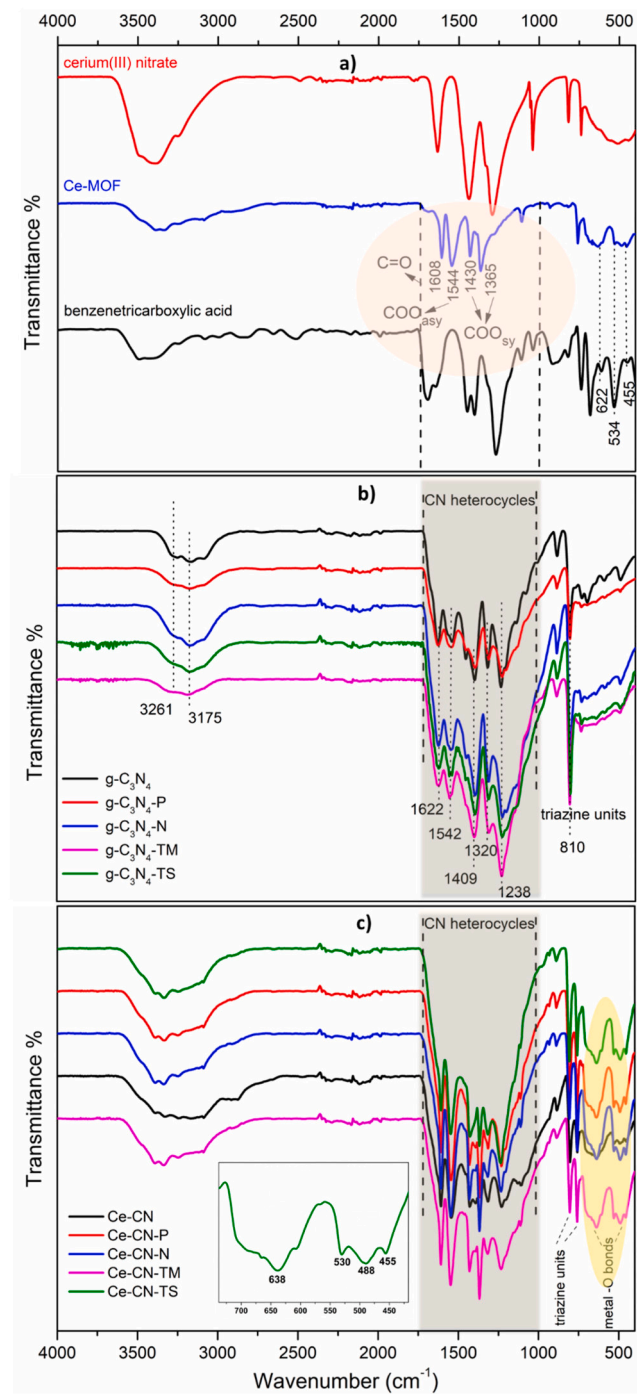 4000 3500 3000 2500 2000 1500 1000 500
a)
cerium(III) nitrate
Ce-MOF
benzenetricarboxylic acid
C=O
1608
1544
1430
1365
COO asy
COO sy
622
534
455
Transmittance %
b)
CN heterocycles
3261
3175
g-C₃N₄
g-C₃N₄-P
g-C₃N₄-N
g-C₃N₄-TM
g-C₃N₄-TS
1622
1542
1409
1320
1238
triazine units
810
Transmittance %
c)
CN heterocycles
Ce-CN
Ce-CN-P
Ce-CN-N
Ce-CN-TM
Ce-CN-TS
638
530
488
455
700 650 600 550 500 450
triazine units
metal -O bonds
Transmittance %
4000 3500 3000 2500 2000 1500 1000 500
Wavenumber (cm⁻¹)